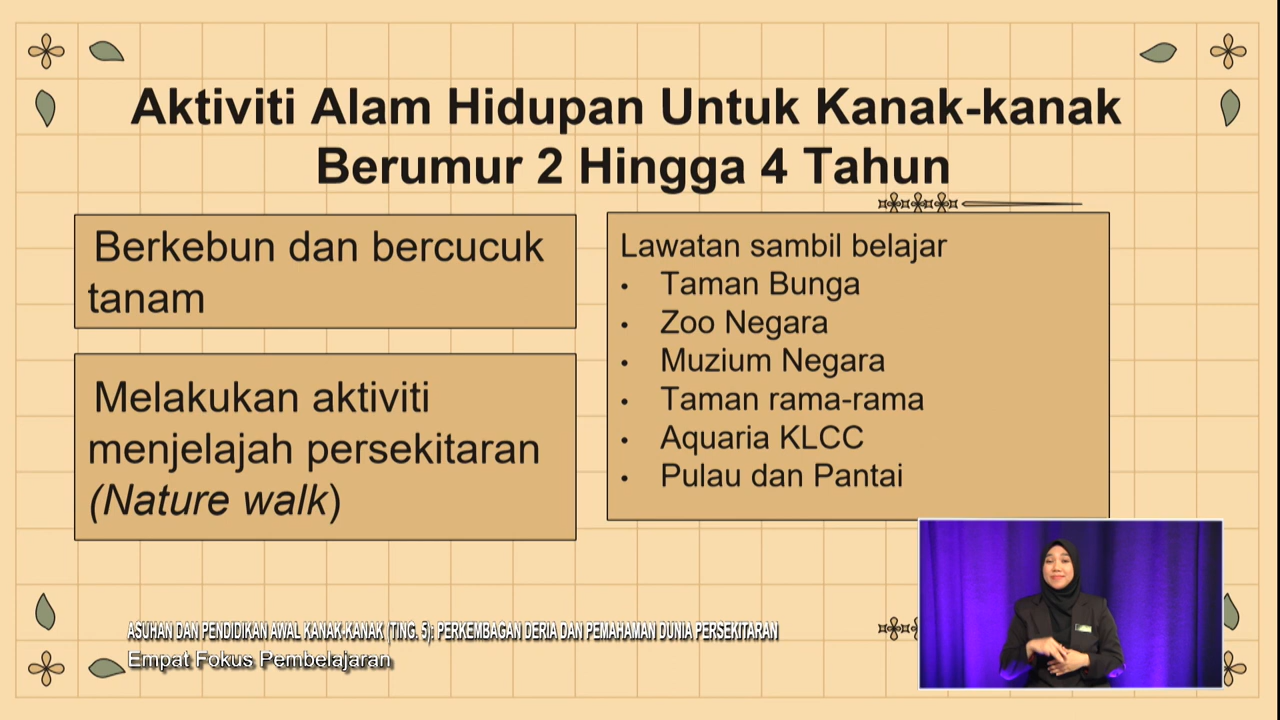 Aktiviti Alam Hidupan Untuk Kanak-kanak
Berumur 2 Hingga 4 Tahun
Berkebun dan bercucuk
tanam
Melakukan aktiviti
menjelajah persekitaran
(Nature walk)
Lawatan sambil belajar
• Taman Bunga
• Zoo Negara
• Muzium Negara
• Taman rama-rama
• Aquaria KLCC
• Pulau dan Pantai
ASUHAN DAN PENDIDIKAN AWAL KANAK-KANAK (TING. 5): PERKEMBAGAN DERIA DAN PEMAHAMAN DUNIA PERSEKITARAN
Empat Fokus Pembelajaran